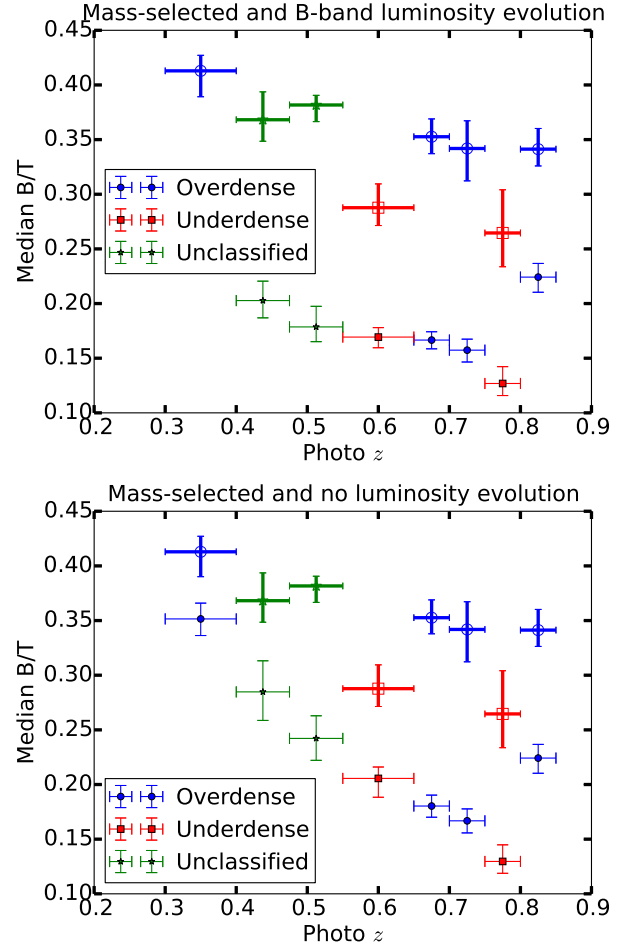 Mass-selected and B-band luminosity evolution
0.45
0.40
0.35
0.30
0.25
0.20
0.15
0.10
Median B/T
Overdense
Underdense
Unclassified
0.2 0.3 0.4 0.5 0.6 0.7 0.8 0.9
Photo z
Mass-selected and no luminosity evolution
0.45
0.40
0.35
0.30
0.25
0.20
0.15
0.10
Median B/T
Overdense
Underdense
Unclassified
0.2 0.3 0.4 0.5 0.6 0.7 0.8 0.9
Photo z